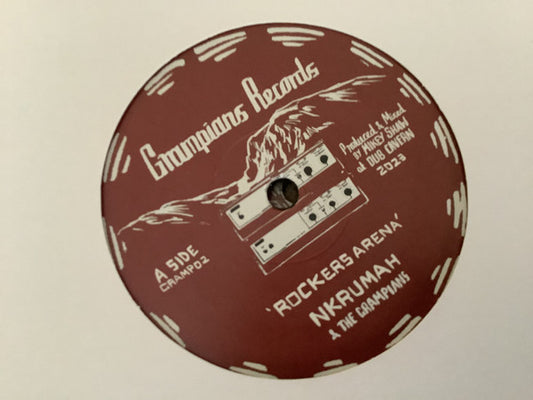 Grampians Records
Produced & Mixed
BY MIKEY SHAW
at DUB CAVERN
2023
A SIDE
GRAMP02
'ROCKERS ARENA'
NKRUMAH
& THE GRAMPIANS